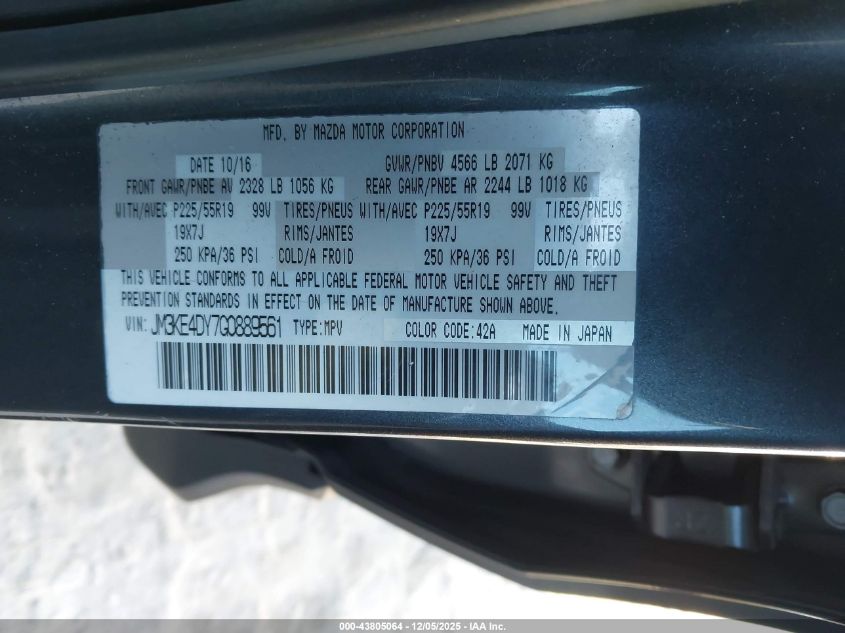 MFD. BY MAZDA MOTOR CORPORATION
DATE 10/16 GVWR/PNBV 4566 LB 2071 KG
FRONT GAWR/PNBE AV 2328 LB 1056 KG REAR GAWR/PNBE AR 2244 LB 1018 KG
WITH/AVEC P225/55R19 99V TIRES/PNEUS WITH/AVEC P225/55R19 99V TIRES/PNEUS
19X7J RIMS/JANTES 19X7J RIMS/JANTES
250 KPA/36 PSI COLD/A FROID 250 KPA/36 PSI COLD/A FROID
THIS VEHICLE CONFORMS TO ALL APPLICABLE FEDERAL MOTOR VEHICLE SAFETY AND THEFT
PREVENTION STANDARDS IN EFFECT ON THE DATE OF MANUFACTURE SHOWN ABOVE.
VIN: JM3KE4DY7G0889561 TYPE:MPV COLOR CODE:42A MADE IN JAPAN
000-43805064 - 12/05/2025 - IAA Inc.